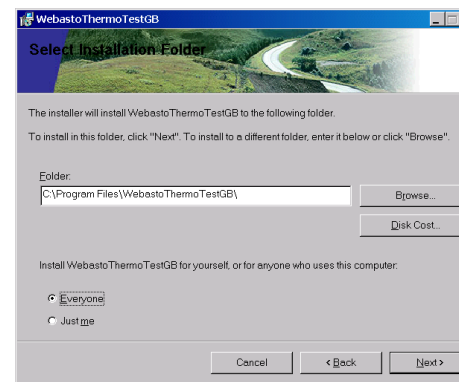 WebastoThermoTestGB
Select Installation Folder
The installer will install WebastoThermoTestGB to the following folder.
To install in this folder, click "Next". To install to a different folder, enter it below or click "Browse".
Folder:
C:\Program Files\WebastoThermoTestGB\
Browse...
Disk Cost...
Install WebastoThermoTestGB for yourself, or for anyone who uses this computer:
Everyone
Just me
Cancel
< Back
Next >